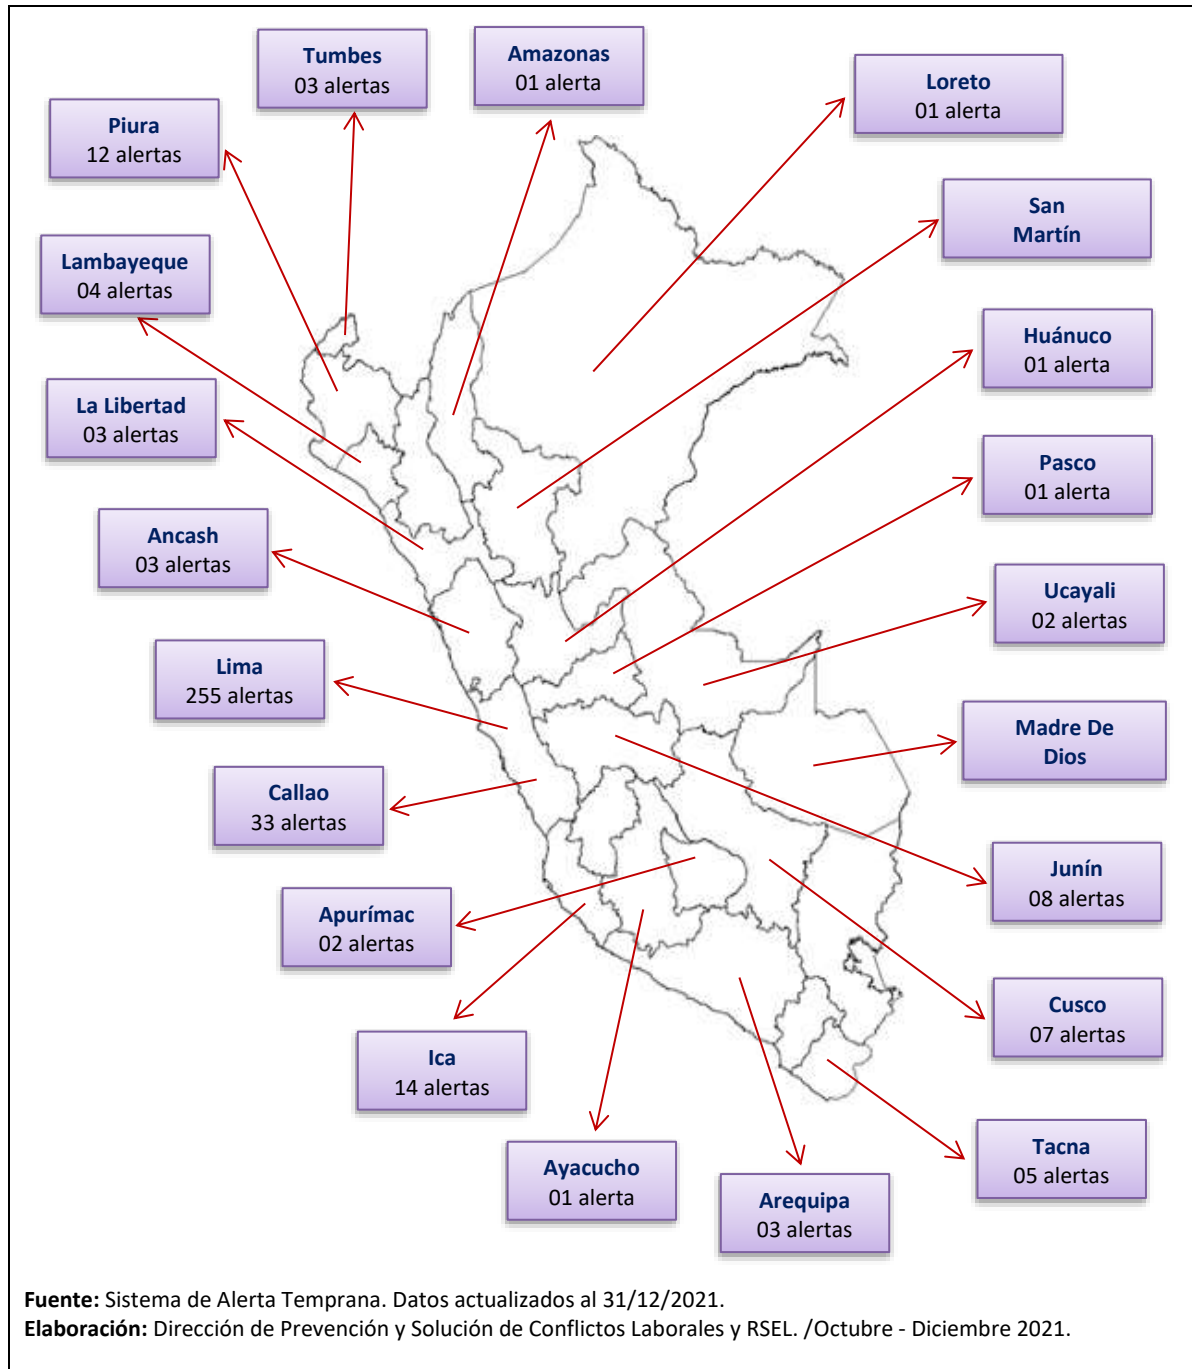 Tumbes
03 alertas
Amazonas
01 alerta
Loreto
01 alerta
Piura
12 alertas
San
Martín
Lambayeque
04 alertas
Huánuco
01 alerta
La Libertad
03 alertas
Pasco
01 alerta
Ancash
03 alertas
Ucayali
02 alertas
Lima
255 alertas
Madre De
Dios
Callao
33 alertas
Junín
08 alertas
Apurímac
02 alertas
Cusco
07 alertas
Ica
14 alertas
Tacna
05 alertas
Ayacucho
01 alerta
Arequipa
03 alertas
Fuente: Sistema de Alerta Temprana. Datos actualizados al 31/12/2021.
Elaboración: Dirección de Prevención y Solución de Conflictos Laborales y RSEL. /Octubre - Diciembre 2021.